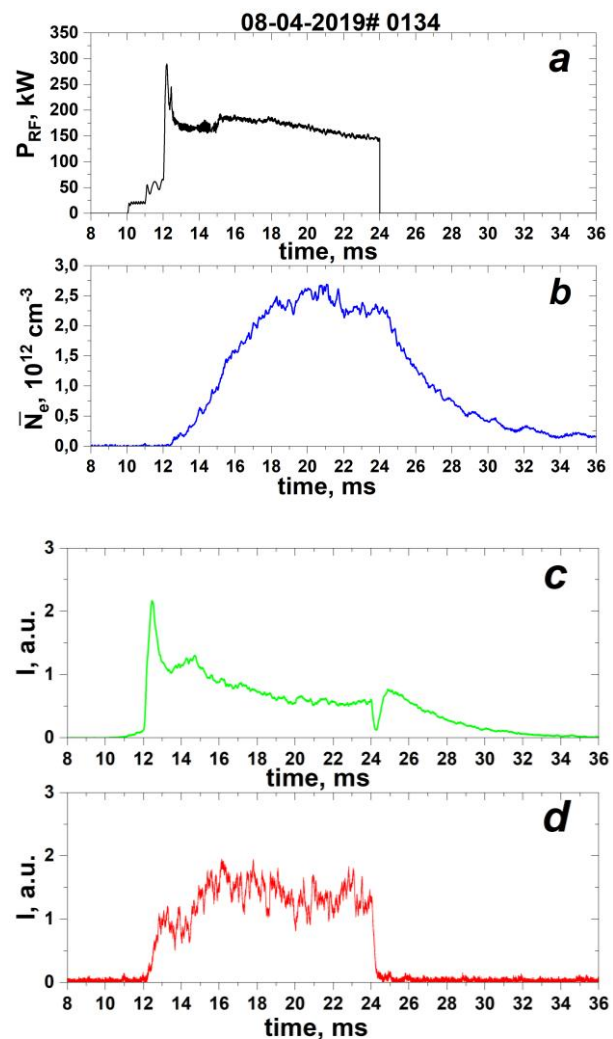 08-04-2019# 0134
a
P_RF, kW
350
300
250
200
150
100
50
0
8 10 12 14 16 18 20 22 24 26 28 30 32 34 36
time, ms
b
N̅_e, 10^12 cm^-3
3,0
2,5
2,0
1,5
1,0
0,5
0,0
8 10 12 14 16 18 20 22 24 26 28 30 32 34 36
time, ms
c
I, a.u.
3
2
1
0
8 10 12 14 16 18 20 22 24 26 28 30 32 34 36
time, ms
d
I, a.u.
3
2
1
0
8 10 12 14 16 18 20 22 24 26 28 30 32 34 36
time, ms